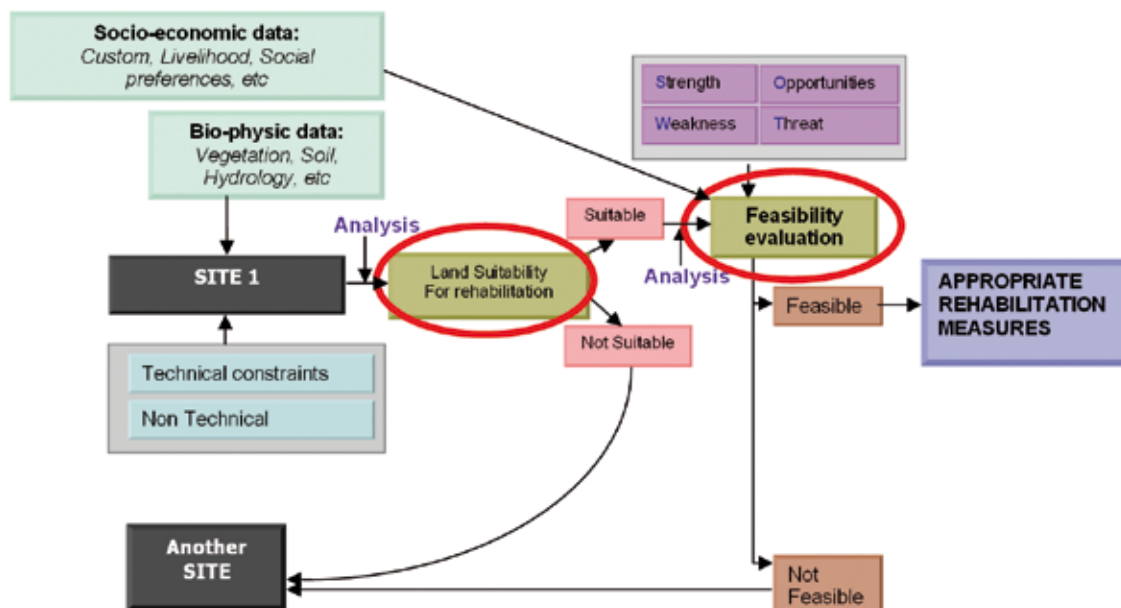 Socio-economic data:
Custom, Livelihood, Social
preferences, etc
Bio-physic data:
Vegetation, Soil,
Hydrology, etc
Strength
Opportunities
Weakness
Threat
Analysis
Suitable
Feasibility
evaluation
SITE 1
Land Suitability
For rehabilitation
Analysis
Feasible
APPROPRIATE
REHABILITATION
MEASURES
Not Suitable
Technical constraints
Non Technical
Another
SITE
Not
Feasible